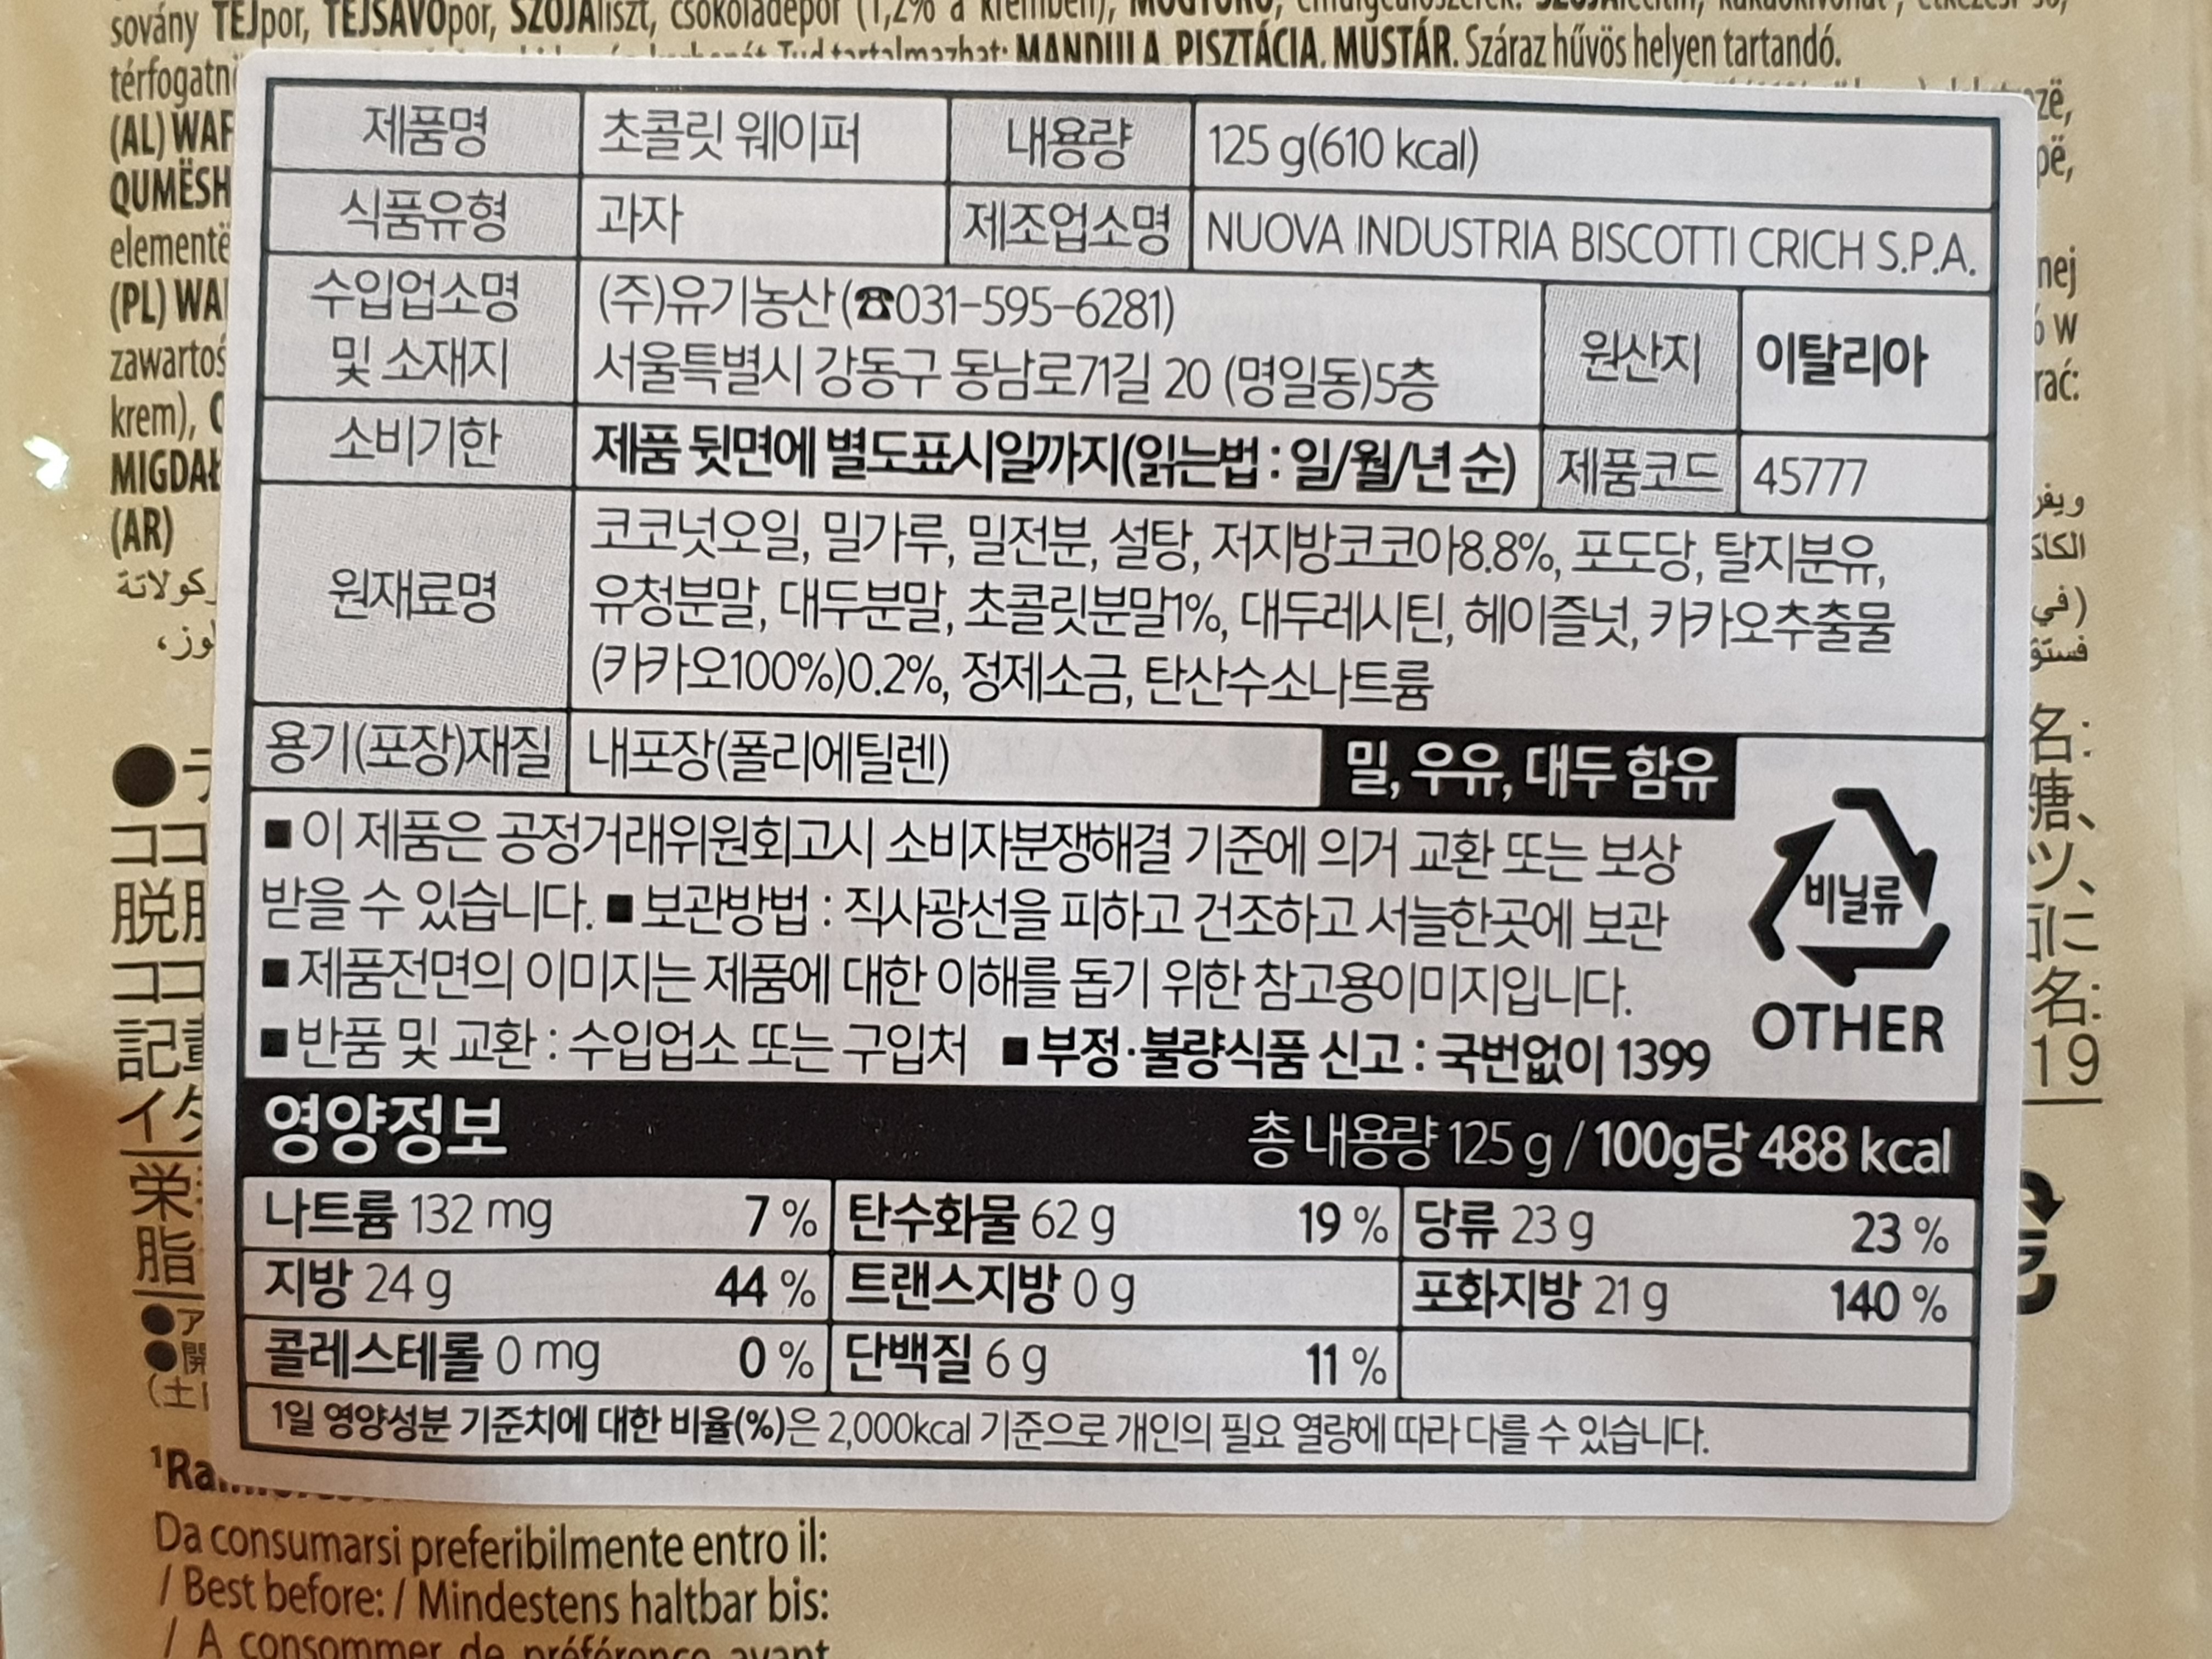 sovány TEJpor, TEJSAVÓpor, SZÓJAliszt, csokoládépor (1,2% a krémben),
térfogatn
MANDULA, PISZTÁCIA, MUSTÁR. Száraz hűvös helyen tartandó.
(AL) WAF
QUMËSH
elementë
(PL) WA
zawartoś
krem),
MIGDAŁ
(AR)
제품명 초콜릿 웨이퍼 내용량 125 g(610 kcal)
식품유형 과자 제조업소명 NUOVA INDUSTRIA BISCOTTI CRICH S.P.A.
수입업소명 및 소재지
(주)유기농산(☎031-595-6281)
서울특별시 강동구 동남로71길 20 (명일동)5층
원산지 이탈리아
소비기한 제품 뒷면에 별도표시일까지(읽는법 : 일/월/년 순) 제품코드 45777
원재료명
코코넛오일, 밀가루, 밀전분, 설탕, 저지방코코아8.8%, 포도당, 탈지분유,
유청분말, 대두분말, 초콜릿분말1%, 대두레시틴, 헤이즐넛, 카카오추출물
(카카오100%)0.2%, 정제소금, 탄산수소나트륨
용기(포장)재질 내포장(폴리에틸렌) 밀, 우유, 대두 함유
■ 이 제품은 공정거래위원회고시 소비자분쟁해결 기준에 의거 교환 또는 보상
받을 수 있습니다. ■ 보관방법 : 직사광선을 피하고 건조하고 서늘한곳에 보관
■ 제품전면의 이미지는 제품에 대한 이해를 돕기 위한 참고용이미지입니다.
■ 반품 및 교환 : 수입업소 또는 구입처 ■ 부정·불량식품 신고 : 국번없이 1399
비닐류
OTHER
영양정보 총 내용량 125 g / 100g당 488 kcal
나트륨 132 mg 7 % 탄수화물 62 g 19 % 당류 23 g 23 %
지방 24 g 44 % 트랜스지방 0 g 포화지방 21 g 140 %
콜레스테롤 0 mg 0 % 단백질 6 g 11 %
1일 영양성분 기준치에 대한 비율(%)은 2,000kcal 기준으로 개인의 필요 열량에 따라 다를 수 있습니다.
Da consumarsi preferibilmente entro il:
/ Best before: / Mindestens haltbar bis:
/ A consommer de préférence avant